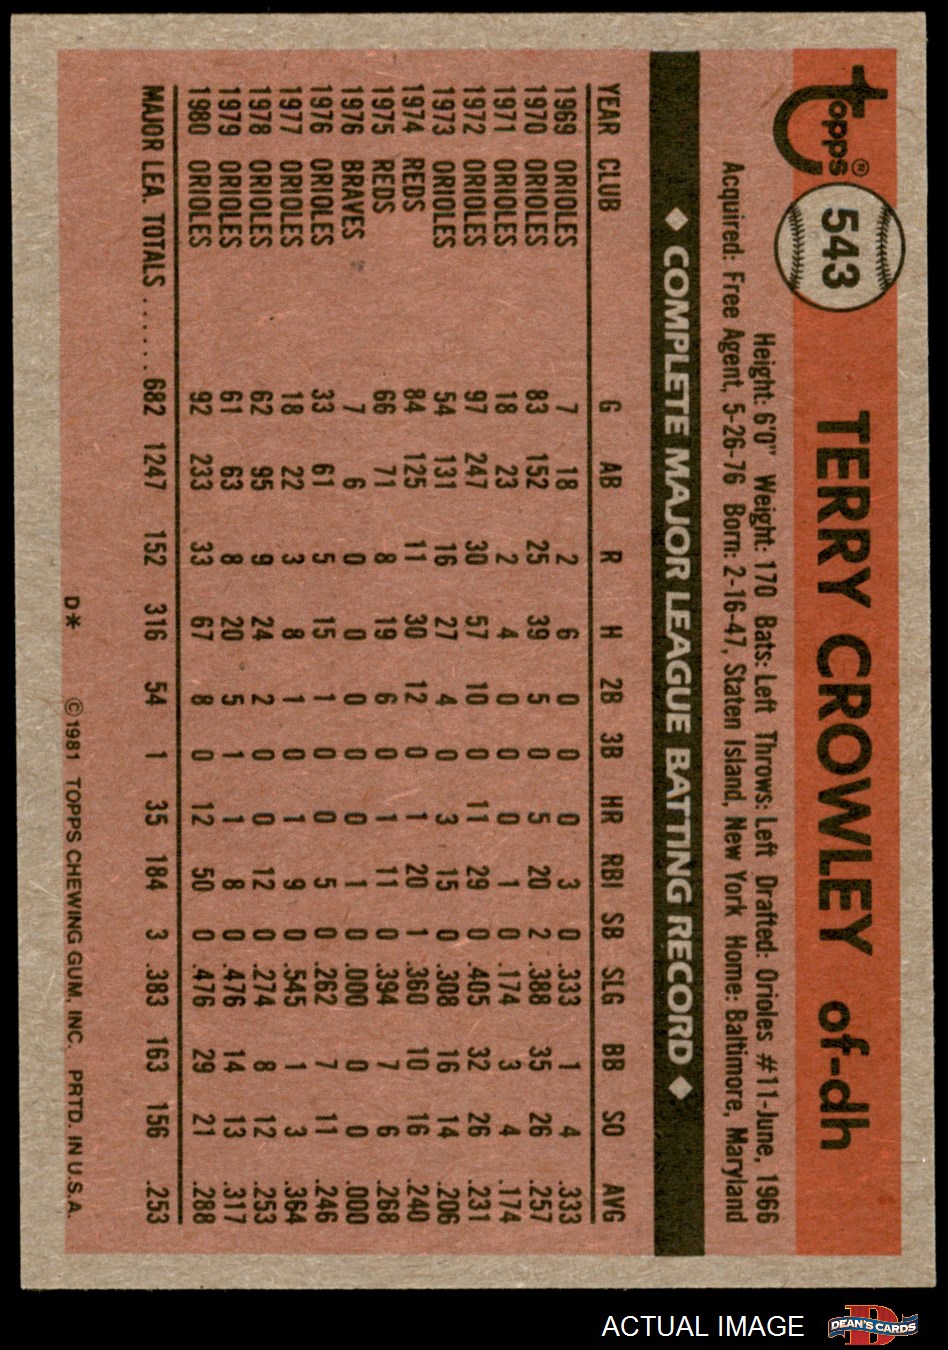 topps®
543
TERRY CROWLEY of-dh
Height: 6'0" Weight: 170 Bats: Left Throws: Left Drafted: Orioles #11-June, 1966
Acquired: Free Agent, 5-26-76 Born: 2-16-47, Staten Island, New York Home: Baltimore, Maryland
◆ COMPLETE MAJOR LEAGUE BATTING RECORD ◆
YEAR CLUB G AB R H 2B 3B HR RBI SB SLG BB SO AVG
1969 ORIOLES 7 18 2 6 0 0 0 3 0 .333 1 4 .333
1970 ORIOLES 83 152 25 39 5 0 5 20 2 .388 35 26 .257
1971 ORIOLES 18 23 2 4 0 0 0 1 0 .174 3 4 .174
1972 ORIOLES 97 247 30 57 10 0 11 29 0 .405 32 26 .231
1973 ORIOLES 54 131 16 27 4 0 3 15 0 .308 16 14 .206
1974 REDS 84 125 11 30 12 0 1 20 1 .360 10 16 .240
1975 REDS 66 71 8 19 6 0 1 11 0 .394 7 6 .268
1976 BRAVES 7 6 0 0 0 0 0 1 0 .000 0 0 .000
1976 ORIOLES 33 61 5 15 1 0 0 5 0 .262 7 11 .246
1977 ORIOLES 18 22 3 8 1 0 1 9 0 .545 1 3 .364
1978 ORIOLES 62 95 9 24 2 0 0 12 0 .274 8 12 .253
1979 ORIOLES 61 63 8 20 5 1 1 8 0 .476 14 13 .317
1980 ORIOLES 92 233 33 67 8 0 12 50 0 .476 29 21 .288
MAJOR LEA. TOTALS ...... 682 1247 152 316 54 1 35 184 3 .383 163 156 .253
D* © 1981 TOPPS CHEWING GUM, INC. PRTD. IN U.S.A.
ACTUAL IMAGE
D
DEAN'S CARDS